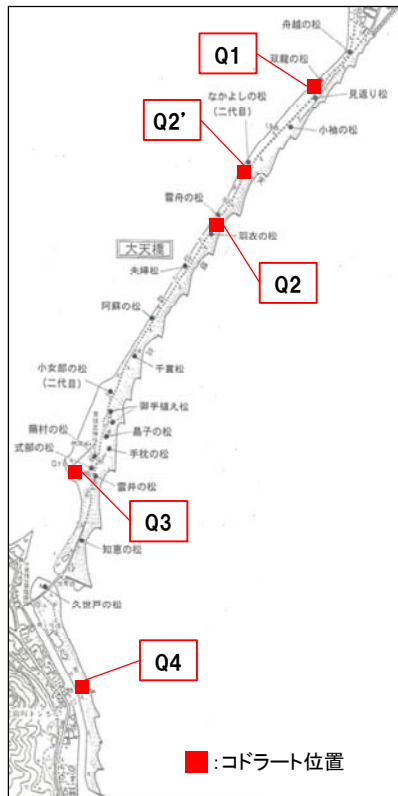 舟越の松
Q1
双龍の松
見返り松
なかよしの松
(二代目)
Q2'
小袖の松
雪舟の松
大天橋
羽衣の松
夫婦松
Q2
阿蘇の松
千貫松
小女郎の松
(二代目)
御手植え松
晶子の松
式部の松
手枕の松
雲井の松
Q3
知恵の松
久世戸の松
Q4
:コドラート位置